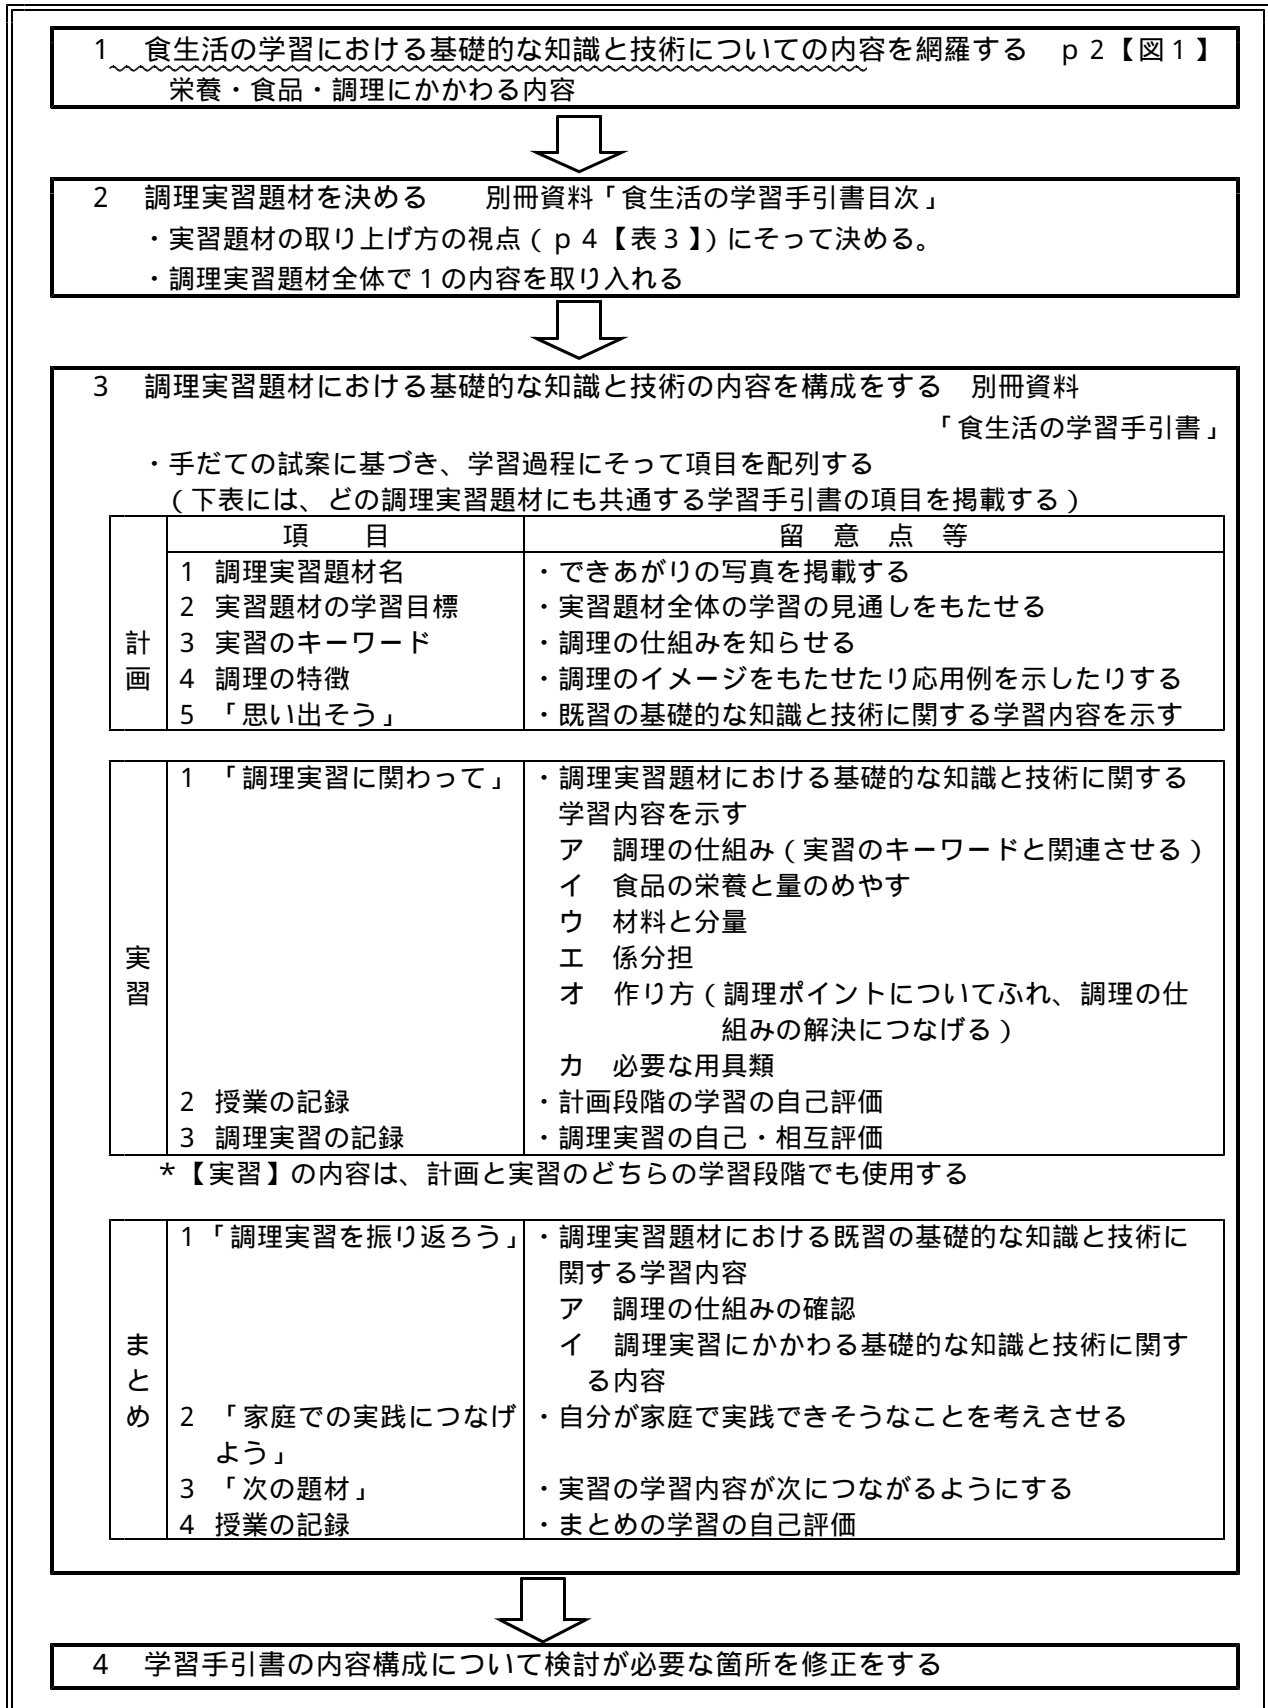 1　食生活の学習における基礎的な知識と技術についての内容を網羅する　p2【図1】
栄養・食品・調理にかかわる内容
2　調理実習題材を決める　別冊資料「食生活の学習手引書目次」
・実習題材の取り上げ方の視点（p4【表3】）にそって決める。
・調理実習題材全体で1の内容を取り入れる
3　調理実習題材における基礎的な知識と技術の内容を構成をする　別冊資料
「食生活の学習手引書」
・手だての試案に基づき、学習過程にそって項目を配列する
（下表には、どの調理実習題材にも共通する学習手引書の項目を掲載する）
項　目　留　意　点　等
計画
1　調理実習題材名　・できあがりの写真を掲載する
2　実習題材の学習目標　・実習題材全体の学習の見通しをもたせる
3　実習のキーワード　・調理の仕組みを知らせる
4　調理の特徴　・調理のイメージをもたせたり応用例を示したりする
5　「思い出そう」　・既習の基礎的な知識と技術に関する学習内容を示す
実習
1　「調理実習に関わって」　・調理実習題材における基礎的な知識と技術に関する
学習内容を示す
ア　調理の仕組み（実習のキーワードと関連させる）
イ　食品の栄養と量のめやす
ウ　材料と分量
エ　係分担
オ　作り方（調理ポイントについてふれ、調理の仕
組みの解決につなげる）
カ　必要な用具類
2　授業の記録　・計画段階の学習の自己評価
3　調理実習の記録　・調理実習の自己・相互評価
*【実習】の内容は、計画と実習のどちらの学習段階でも使用する
まとめ
1「調理実習を振り返ろう」　・調理実習題材における既習の基礎的な知識と技術に
関する学習内容
ア　調理の仕組みの確認
イ　調理実習にかかわる基礎的な知識と技術に関す
る内容
2　「家庭での実践につなげ　・自分が家庭で実践できそうなことを考えさせる
よう」
3　「次の題材」　・実習の学習内容が次につながるようにする
4　授業の記録　・まとめの学習の自己評価
4　学習手引書の内容構成について検討が必要な箇所を修正をする